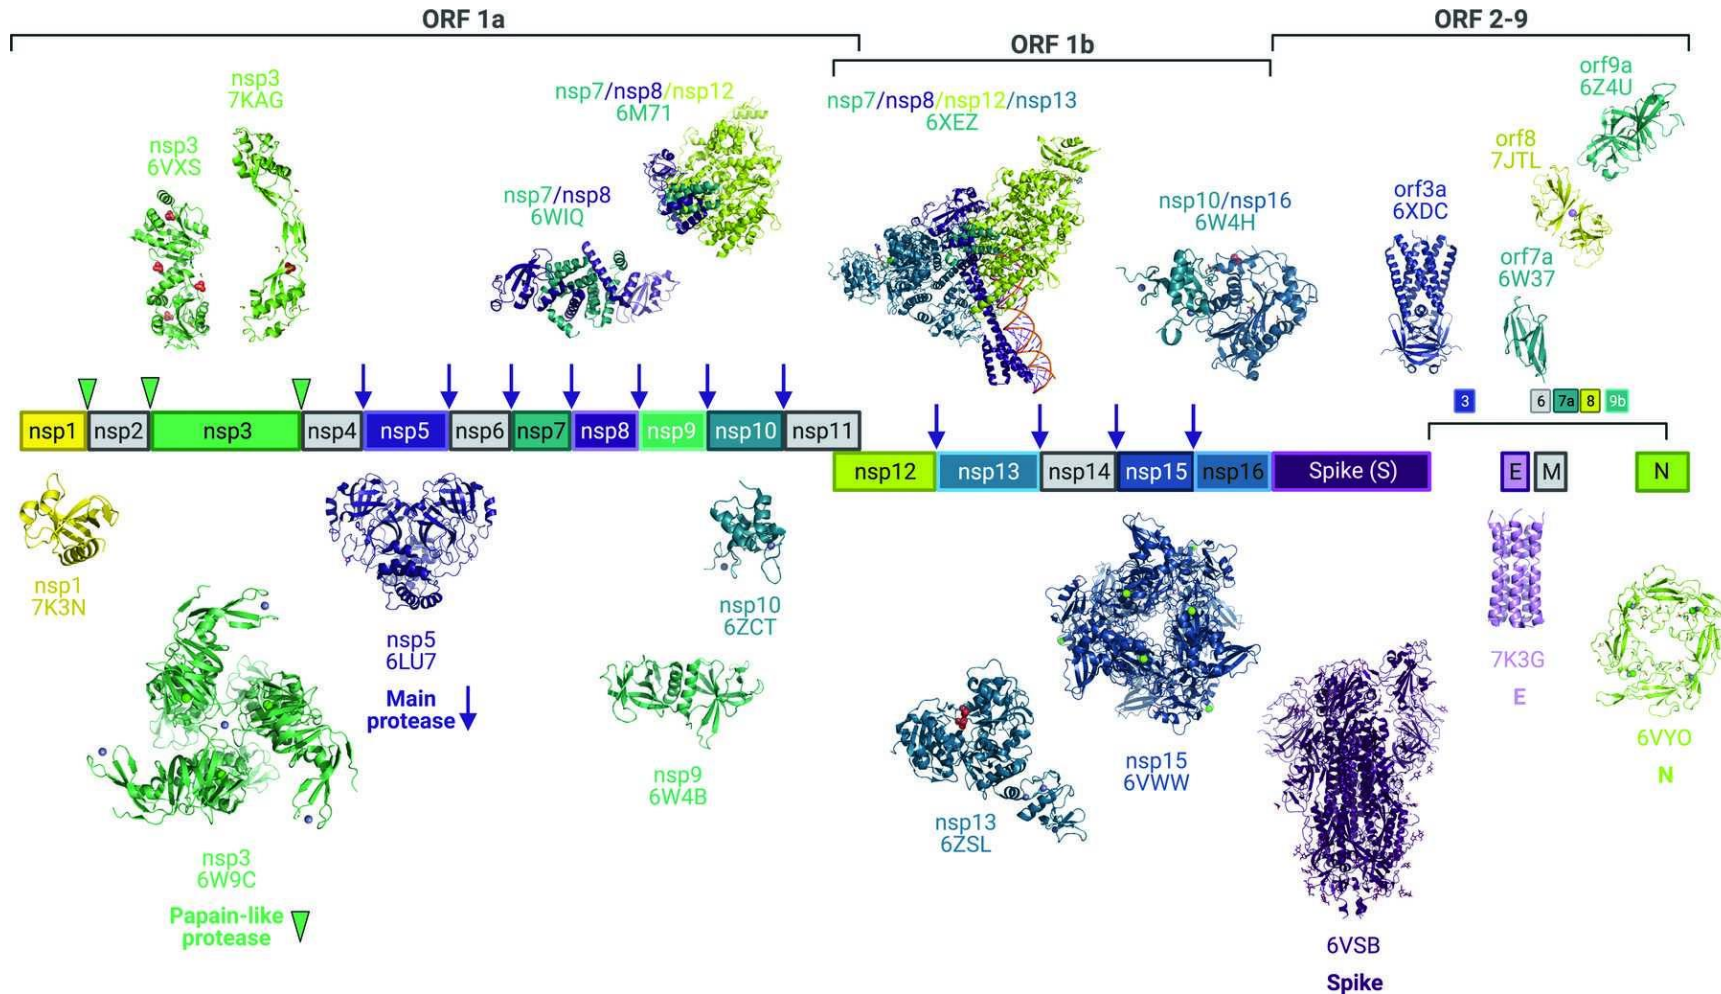 ORF 1a
ORF 1b
ORF 2-9
nsp3
7KAG
nsp3
6VXS
nsp7/nsp8/nsp12
6M71
nsp7/nsp8
6WIQ
nsp7/nsp8/nsp12/nsp13
6XEZ
nsp10/nsp16
6W4H
orf3a
6XDC
orf9a
6Z4U
orf8
7JTL
orf7a
6W37
3
6
7a
8
9b
nsp1
nsp2
nsp3
nsp4
nsp5
nsp6
nsp7
nsp8
nsp9
nsp10
nsp11
nsp12
nsp13
nsp14
nsp15
nsp16
Spike (S)
E
M
N
nsp1
7K3N
nsp3
6W9C
Papain-like
protease
nsp5
6LU7
Main
protease
nsp10
6ZCT
nsp9
6W4B
nsp13
6ZSL
nsp15
6VWW
6VSB
Spike
7K3G
E
6VYO
N